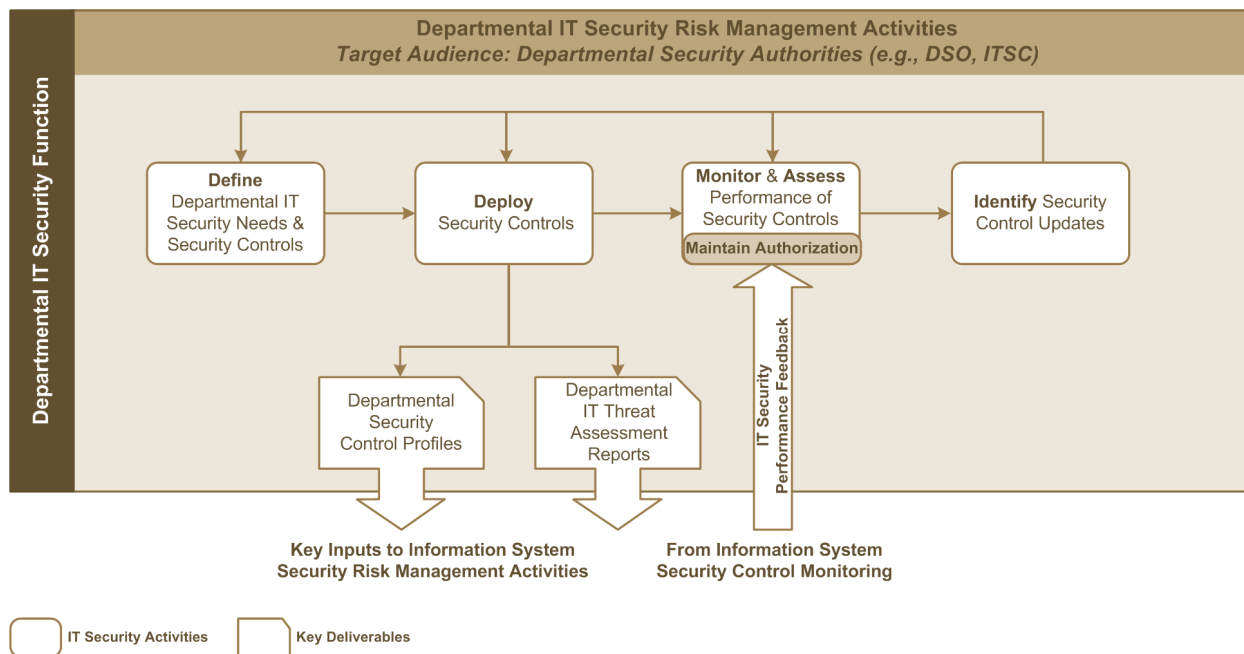 Departmental IT Security Risk Management Activities
Target Audience: Departmental Security Authorities (e.g., DSO, ITSC)
Departmental IT Security Function
Define
Departmental IT
Security Needs &
Security Controls
Deploy
Security Controls
Monitor & Assess
Performance of
Security Controls
Maintain Authorization
Identify Security
Control Updates
Departmental
Security
Control Profiles
Departmental
IT Threat
Assessment
Reports
IT Security
Performance Feedback
Key Inputs to Information System
Security Risk Management Activities
From Information System
Security Control Monitoring
IT Security Activities
Key Deliverables